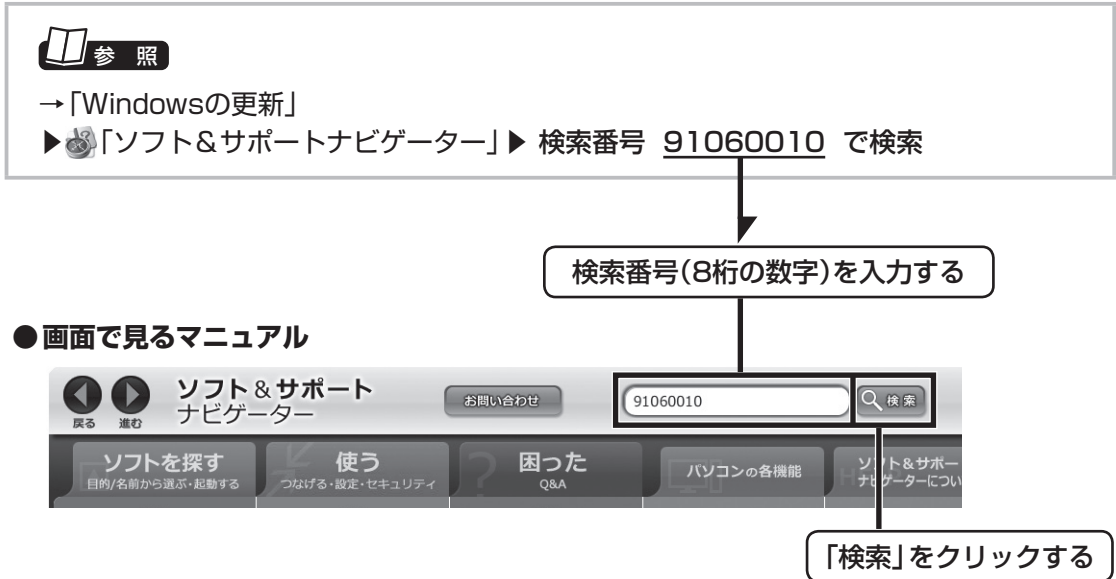 参 照
→「Windowsの更新」
▶「ソフト&サポートナビゲーター」▶ 検索番号 91060010 で検索
検索番号(8桁の数字)を入力する
●画面で見るマニュアル
戻る 進む
ソフト&サポート
ナビゲーター
お問い合わせ
91060010
検索
ソフトを探す
目的/名前から選ぶ・起動する
使う
つなげる・設定・セキュリティ
困った
Q&A
パソコンの各機能
ソフト&サポー
ナビゲーターについ
「検索」をクリックする